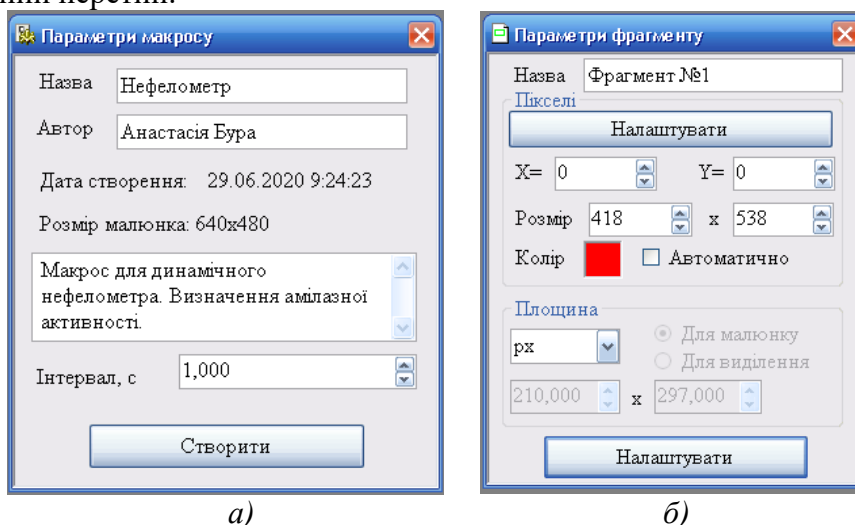 перетин.
Параметри макросу
Назва Нефелометр
Автор Анастасія Бура
Дата створення: 29.06.2020 9:24:23
Розмір малюнка: 640x480
Макрос для динамічного
нефелометра. Визначення амілазної
активності.
Інтервал, с 1,000
Створити
а)
Параметри фрагменту
Назва Фрагмент №1
Пікселі
Налаштувати
X= 0 Y= 0
Розмір 418 x 538
Колір Автоматично
Площина
px Для малюнку
Для виділення
210,000 x 297,000
Налаштувати
б)